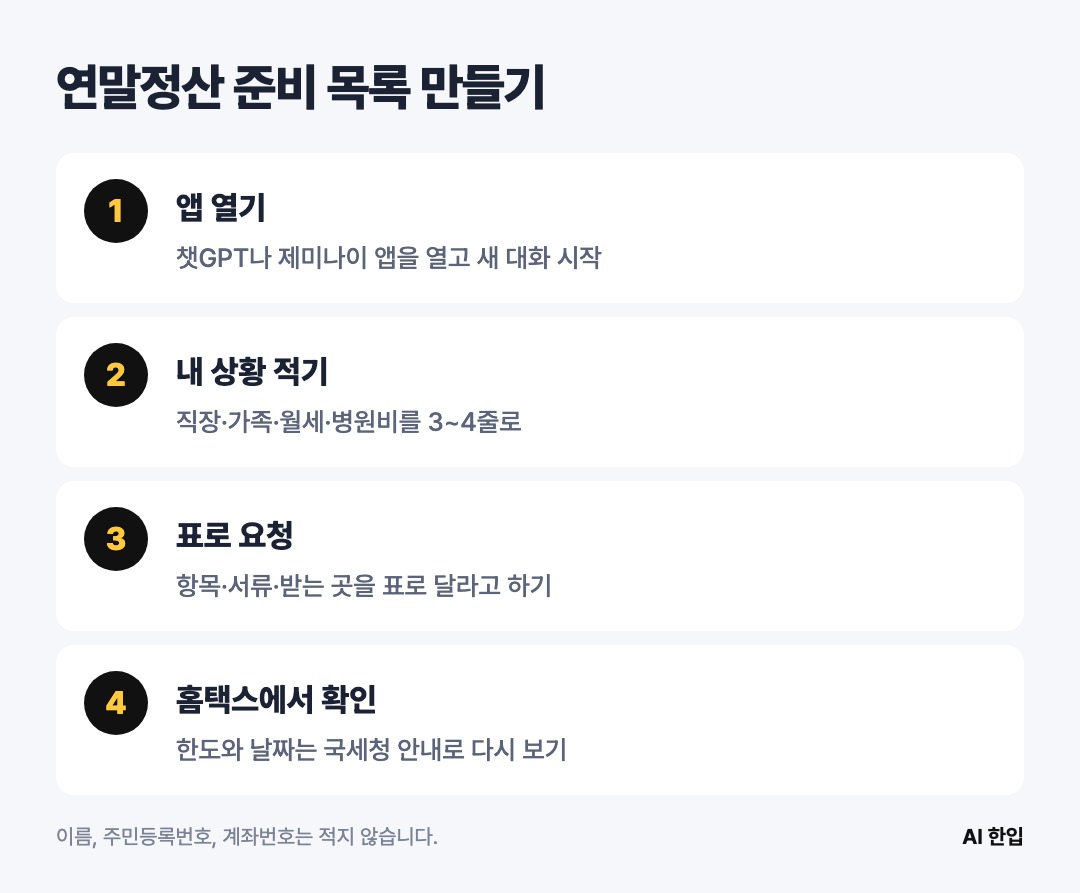 연말정산 준비 목록 만들기
1
앱 열기
챗GPT나 제미나이 앱을 열고 새 대화 시작
2
내 상황 적기
직장·가족·월세·병원비를 3~4줄로
3
표로 요청
항목·서류·받는 곳을 표로 달라고 하기
4
홈택스에서 확인
한도와 날짜는 국세청 안내로 다시 보기
이름, 주민등록번호, 계좌번호는 적지 않습니다.
AI 한입